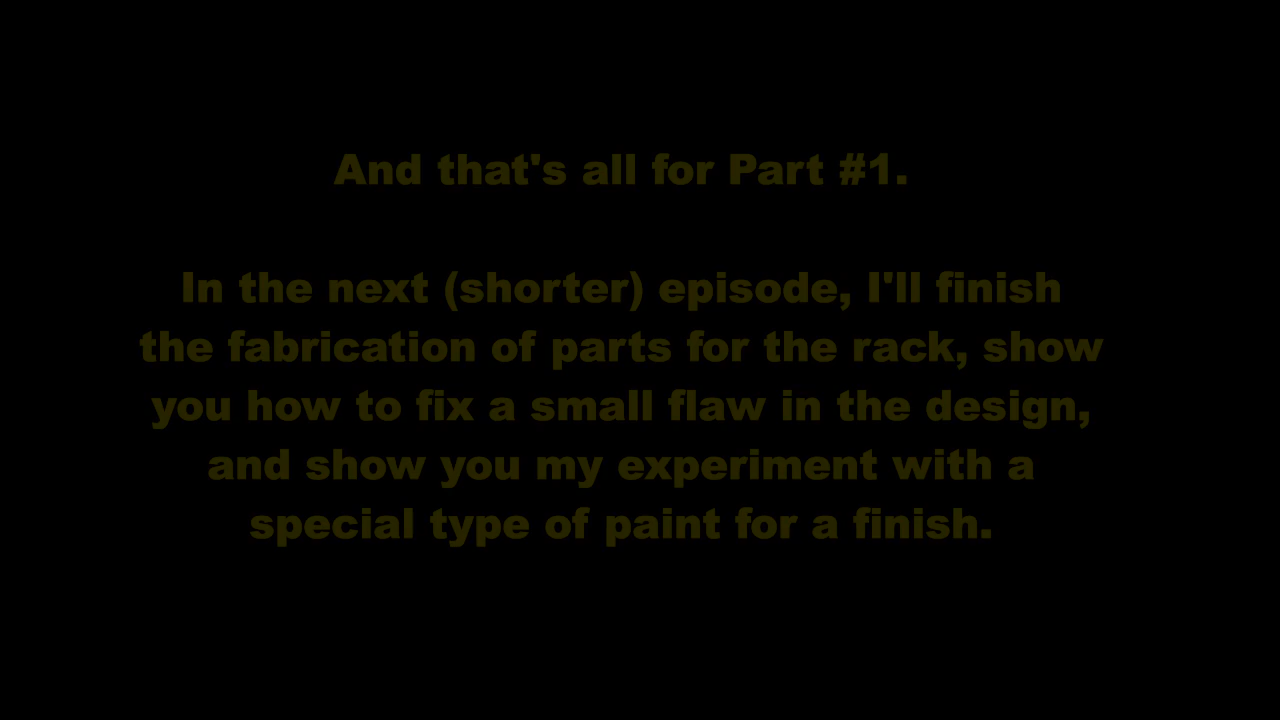 And that's all for Part #1.
In the next (shorter) episode, I'll finish
the fabrication of parts for the rack, show
you how to fix a small flaw in the design,
and show you my experiment with a
special type of paint for a finish.